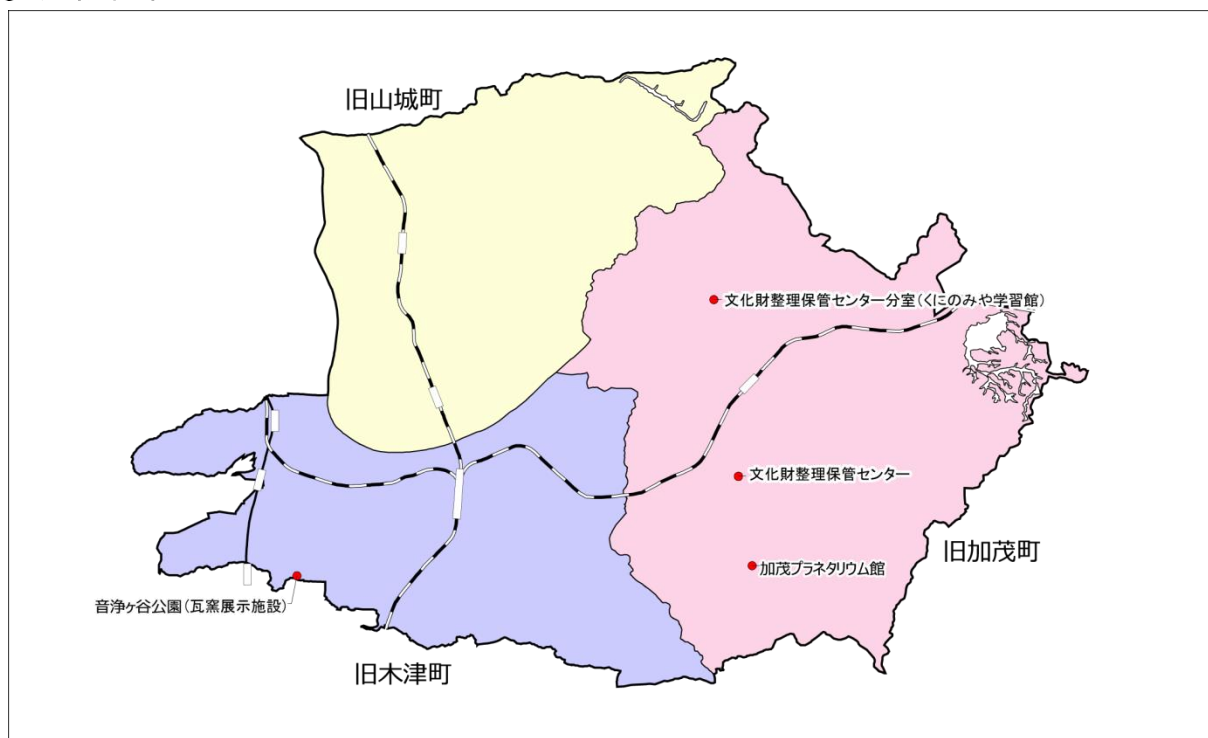 旧山城町
文化財整理保管センター分室(くにのみや学習館)
文化財整理保管センター
旧加茂町
加茂プラネタリウム館
音浄ヶ谷公園(瓦窯展示施設)
旧木津町